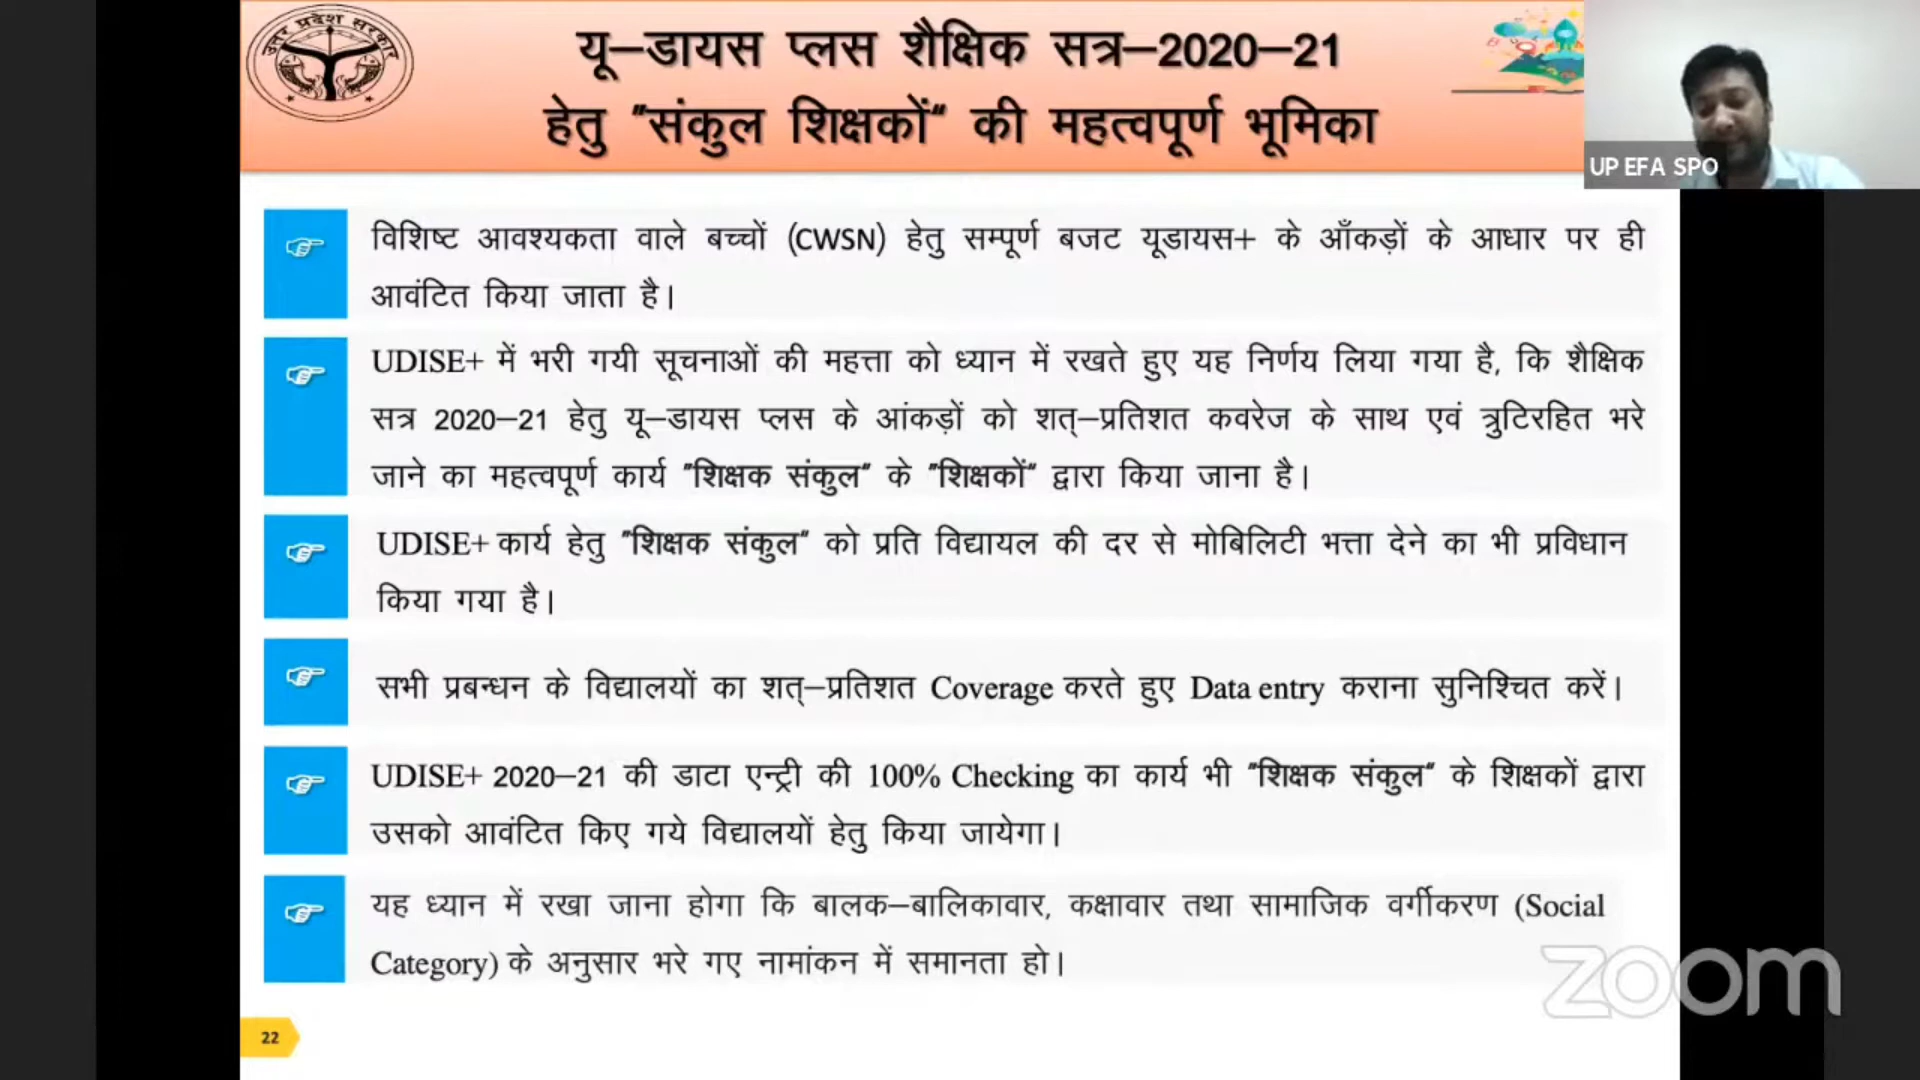 उत्तर प्रदेश सरकार
यू–डायस प्लस शैक्षिक सत्र–2020–21
हेतु "संकुल शिक्षकों" की महत्वपूर्ण भूमिका
UP EFA SPO
विशिष्ट आवश्यकता वाले बच्चों (CWSN) हेतु सम्पूर्ण बजट यूडायस+ के आँकड़ों के आधार पर ही
आवंटित किया जाता है।
UDISE+ में भरी गयी सूचनाओं की महत्ता को ध्यान में रखते हुए यह निर्णय लिया गया है, कि शैक्षिक
सत्र 2020–21 हेतु यू–डायस प्लस के आंकड़ों को शत्–प्रतिशत कवरेज के साथ एवं त्रुटिरहित भरे
जाने का महत्वपूर्ण कार्य "शिक्षक संकुल" के "शिक्षकों" द्वारा किया जाना है।
UDISE+ कार्य हेतु "शिक्षक संकुल" को प्रति विद्यायल की दर से मोबिलिटी भत्ता देने का भी प्रविधान
किया गया है।
सभी प्रबन्धन के विद्यालयों का शत्–प्रतिशत Coverage करते हुए Data entry कराना सुनिश्चित करें।
UDISE+ 2020–21 की डाटा एन्ट्री की 100% Checking का कार्य भी "शिक्षक संकुल" के शिक्षकों द्वारा
उसको आवंटित किए गये विद्यालयों हेतु किया जायेगा।
यह ध्यान में रखा जाना होगा कि बालक–बालिकावार, कक्षावार तथा सामाजिक वर्गीकरण (Social
Category) के अनुसार भरे गए नामांकन में समानता हो।
zoom
22